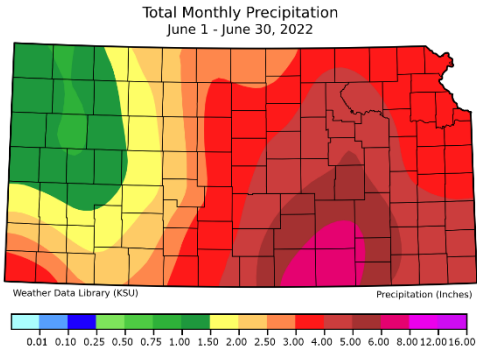 Total Monthly Precipitation
June 1 - June 30, 2022
Weather Data Library (KSU)
Precipitation (Inches)
0.01 0.10 0.25 0.50 0.75 1.00 1.50 2.00 2.50 3.00 4.00 5.00 6.00 8.00 12.00 16.00